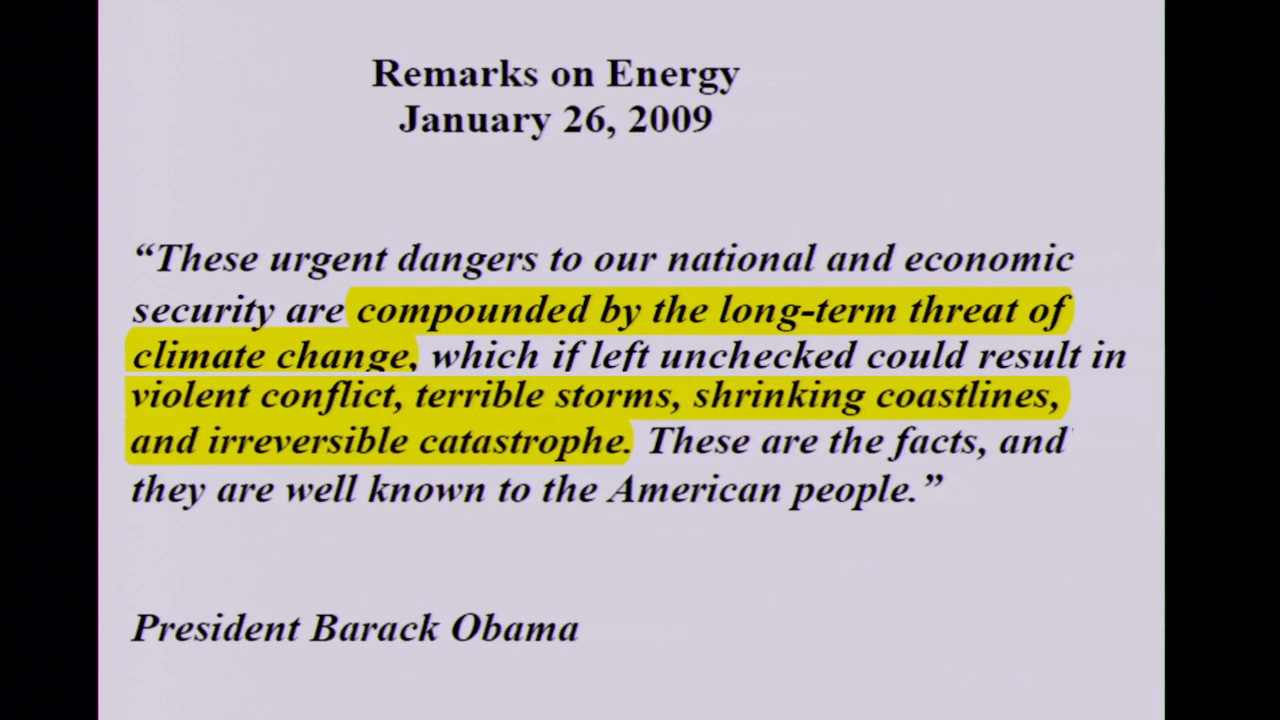 Remarks on Energy
January 26, 2009
“These urgent dangers to our national and economic
security are compounded by the long-term threat of
climate change, which if left unchecked could result in
violent conflict, terrible storms, shrinking coastlines,
and irreversible catastrophe. These are the facts, and
they are well known to the American people.”
President Barack Obama